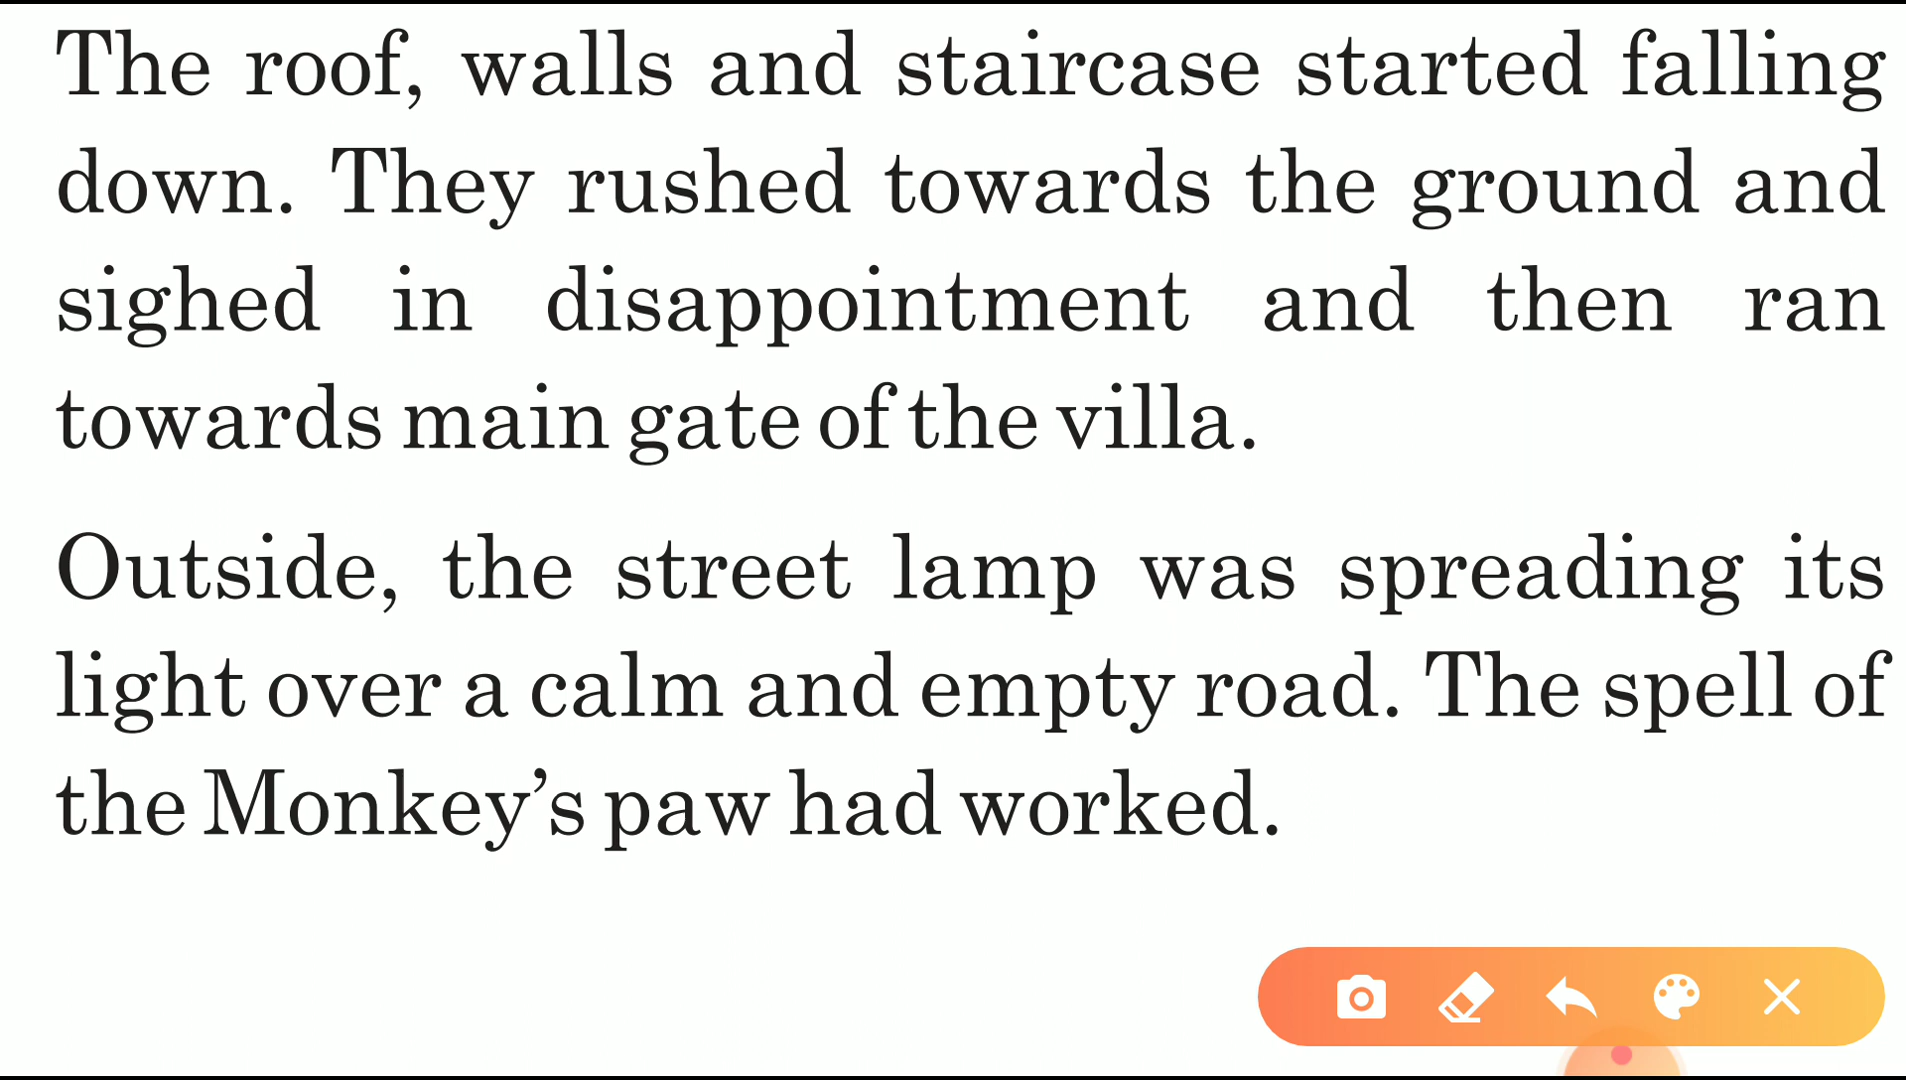 The roof, walls and staircase started falling
down. They rushed towards the ground and
sighed in disappointment and then ran
towards main gate of the villa.
Outside, the street lamp was spreading its
light over a calm and empty road. The spell of
the Monkey’s paw had worked.